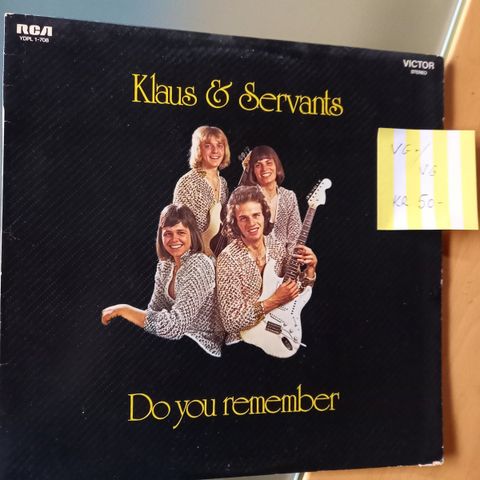 RCA
YDPL 1-708
VICTOR
STEREO
Klaus & Servants
VG-/
VG
KR 50-
Do you remember